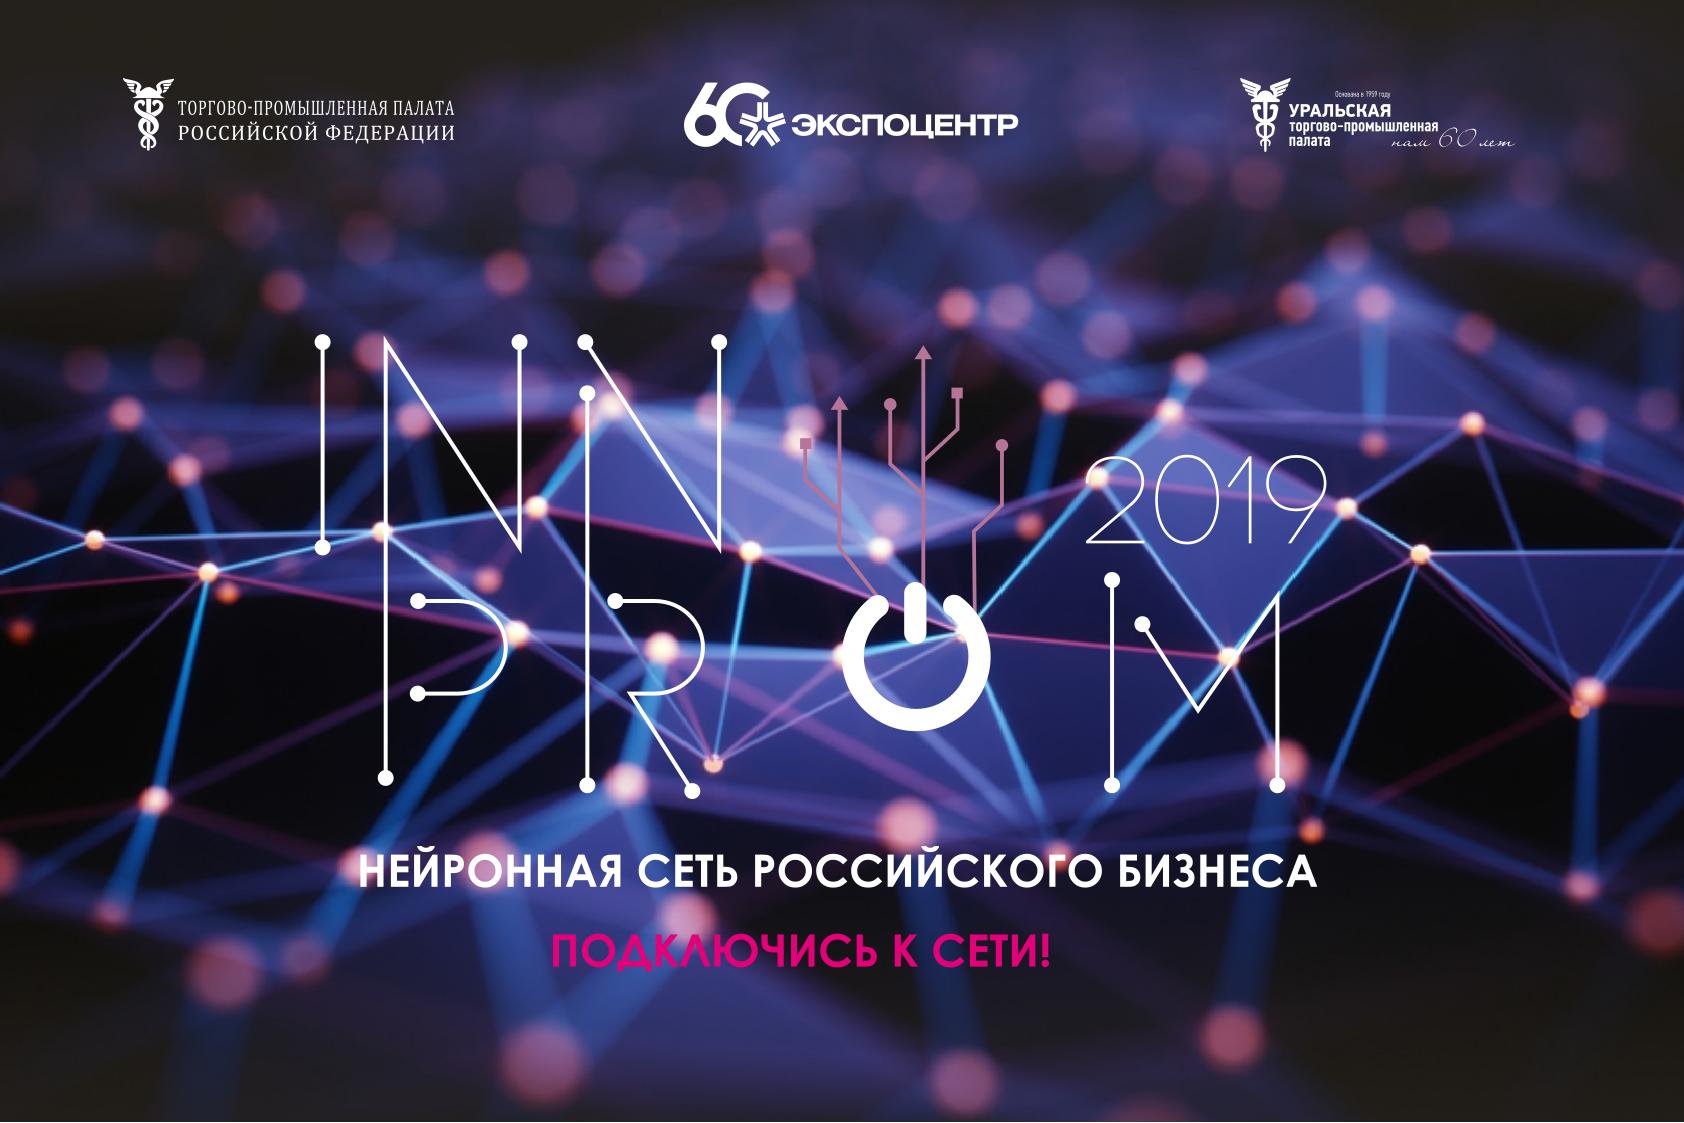 ТОРГОВО-ПРОМЫШЛЕННАЯ ПАЛАТА
РОССИЙСКОЙ ФЕДЕРАЦИИ
60 ЭКСПОЦЕНТР
Основана в 1959 году
УРАЛЬСКАЯ
торгово-промышленная
палата
нам 60 лет
INN
2019
PROM
НЕЙРОННАЯ СЕТЬ РОССИЙСКОГО БИЗНЕСА
ПОДКЛЮЧИСЬ К СЕТИ!